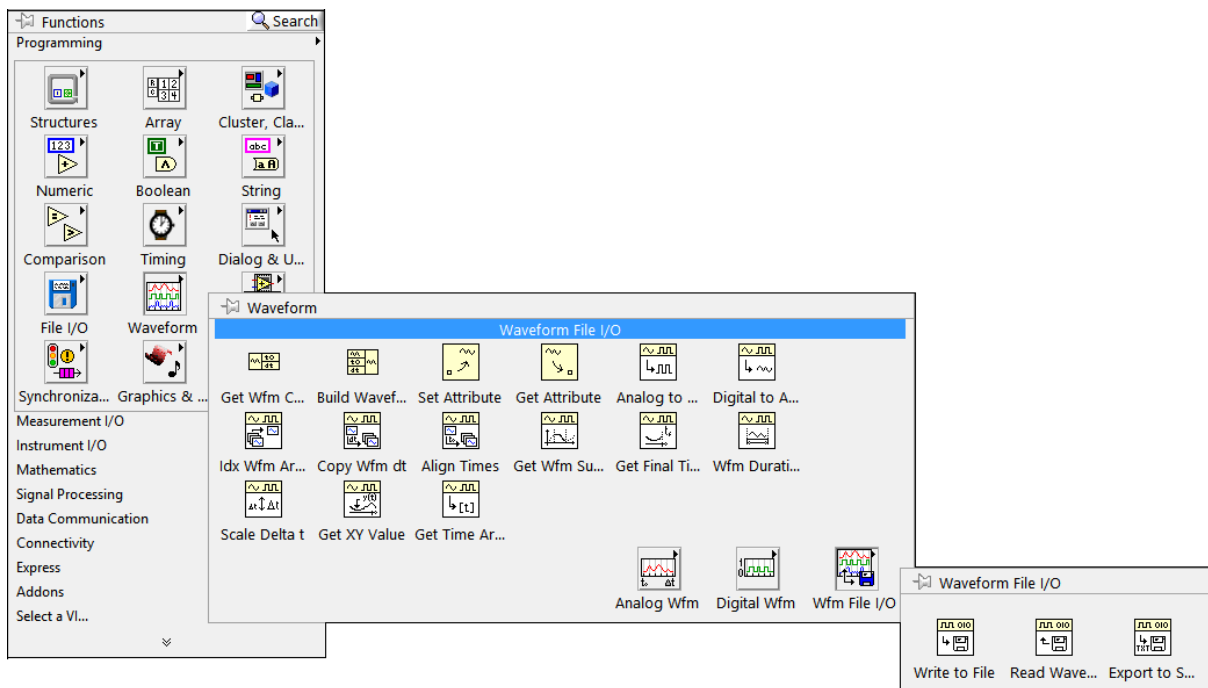 Functions Search
Programming
Structures Array Cluster, Cla...
Numeric Boolean String
Comparison Timing Dialog & U...
File I/O Waveform
Synchroniza... Graphics & ...
Measurement I/O
Instrument I/O
Mathematics
Signal Processing
Data Communication
Connectivity
Express
Addons
Select a VI...
Waveform
Waveform File I/O
Get Wfm C... Build Wavef... Set Attribute Get Attribute Analog to ... Digital to A...
Idx Wfm Ar... Copy Wfm dt Align Times Get Wfm Su... Get Final Ti... Wfm Durati...
Scale Delta t Get XY Value Get Time Ar...
Analog Wfm Digital Wfm Wfm File I/O
Waveform File I/O
Write to File Read Wave... Export to S...